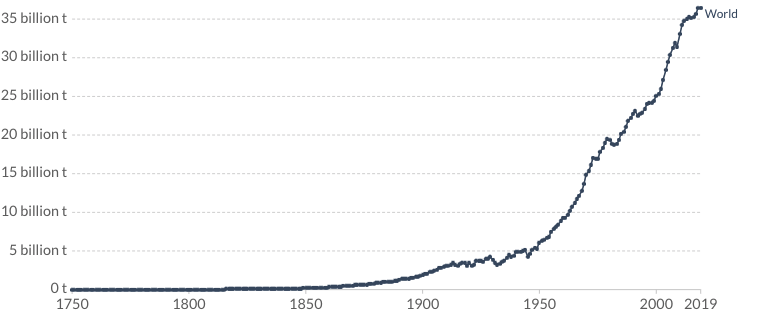 35 billion t
World
30 billion t
25 billion t
20 billion t
15 billion t
10 billion t
5 billion t
0 t
1750 1800 1850 1900 1950 2000 2019